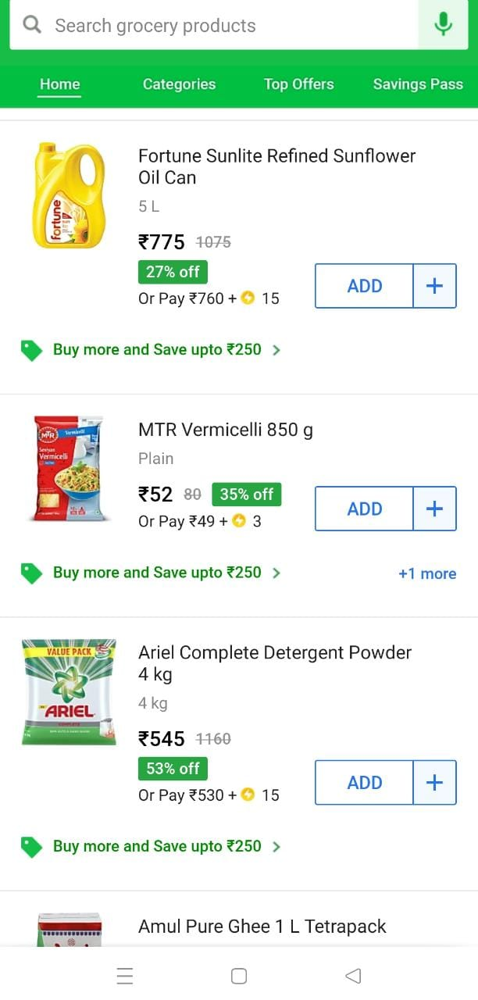 Search grocery products
Home Categories Top Offers Savings Pass
Fortune Sunlite Refined Sunflower
Oil Can
5 L
₹775 1075
27% off
Or Pay ₹760 + 15
ADD +
fortune
Buy more and Save upto ₹250 >
MTR Vermicelli 850 g
Plain
₹52 80 35% off
Or Pay ₹49 + 3
ADD +
MTR
Vermicelli
Vermicelli
Buy more and Save upto ₹250 >
+1 more
VALUE PACK
ARIEL
COMPLETE
Ariel Complete Detergent Powder
4 kg
4 kg
₹545 1160
53% off
Or Pay ₹530 + 15
ADD +
Buy more and Save upto ₹250 >
Amul Pure Ghee 1 L Tetrapack